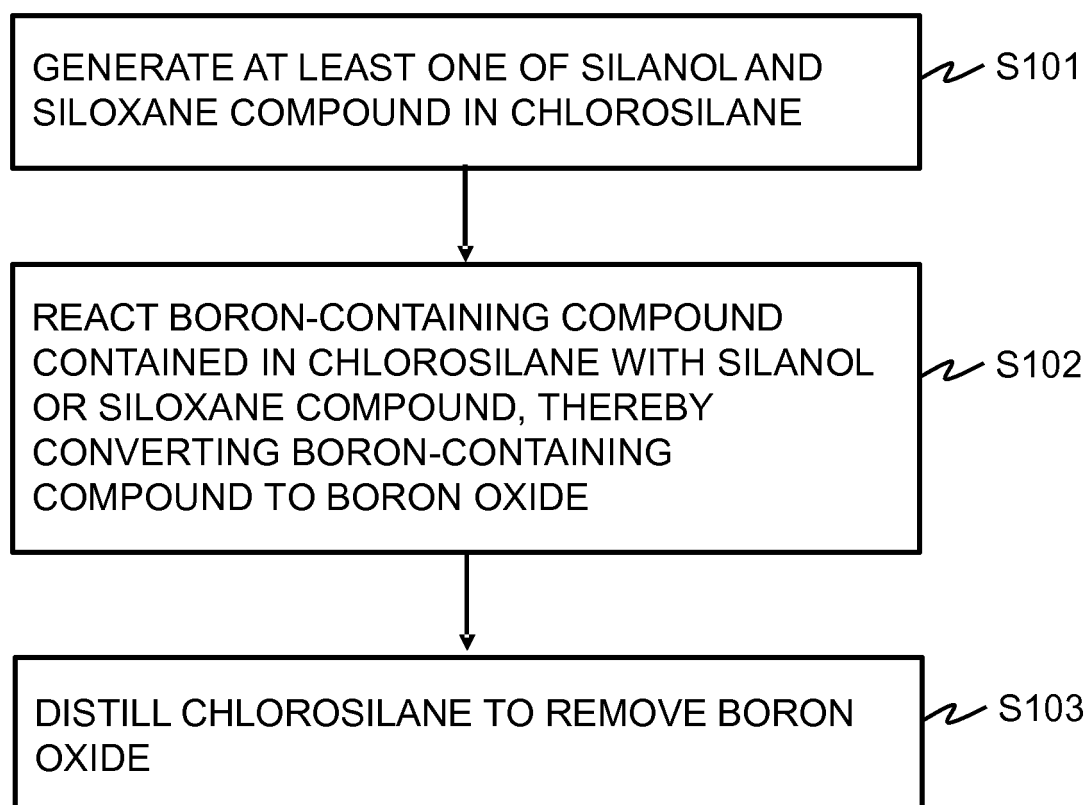 GENERATE AT LEAST ONE OF SILANOL AND
SILOXANE COMPOUND IN CHLOROSILANE
S101
REACT BORON-CONTAINING COMPOUND
CONTAINED IN CHLOROSILANE WITH SILANOL
OR SILOXANE COMPOUND, THEREBY
CONVERTING BORON-CONTAINING
COMPOUND TO BORON OXIDE
S102
DISTILL CHLOROSILANE TO REMOVE BORON
OXIDE
S103